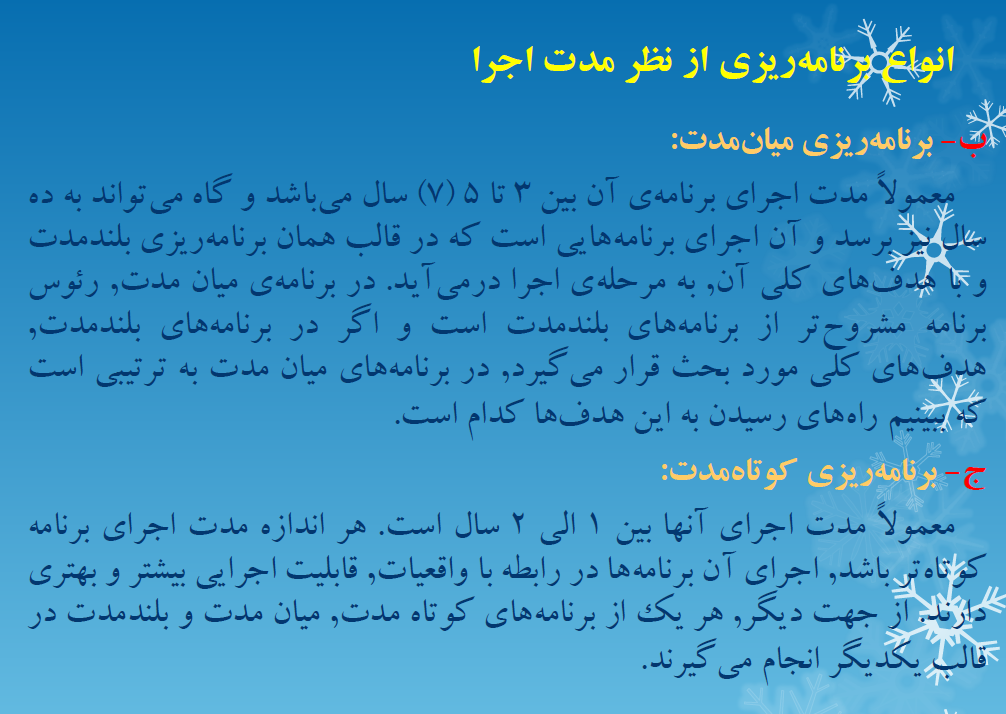 انواع برنامه‌ریزی از نظر مدت اجرا
ب- برنامه‌ریزی میان‌مدت:
معمولاً مدت اجرای برنامه‌ی آن بین ۳ تا ۵ (۷) سال می‌باشد و گاه می‌تواند به ده
سال نیز برسد و آن اجرای برنامه‌هایی است که در قالب همان برنامه‌ریزی بلندمدت
و با هدف‌های کلی آن, به مرحله‌ی اجرا درمی‌آید. در برنامه‌ی میان مدت, رئوس
برنامه مشروح‌تر از برنامه‌های بلندمدت است و اگر در برنامه‌های بلندمدت,
هدف‌های کلی مورد بحث قرار می‌گیرد, در برنامه‌های میان مدت به ترتیبی است
که ببینیم راه‌های رسیدن به این هدف‌ها کدام است.
ج- برنامه‌ریزی کوتاه‌مدت:
معمولاً مدت اجرای آنها بین ۱ الی ۲ سال است. هر اندازه مدت اجرای برنامه
کوتاه‌تر باشد, اجرای آن برنامه‌ها در رابطه با واقعیات, قابلیت اجرایی بیشتر و بهتری
دارند. از جهت دیگر, هر یک از برنامه‌های کوتاه مدت, میان مدت و بلندمدت در
قالب یکدیگر انجام می‌گیرند.